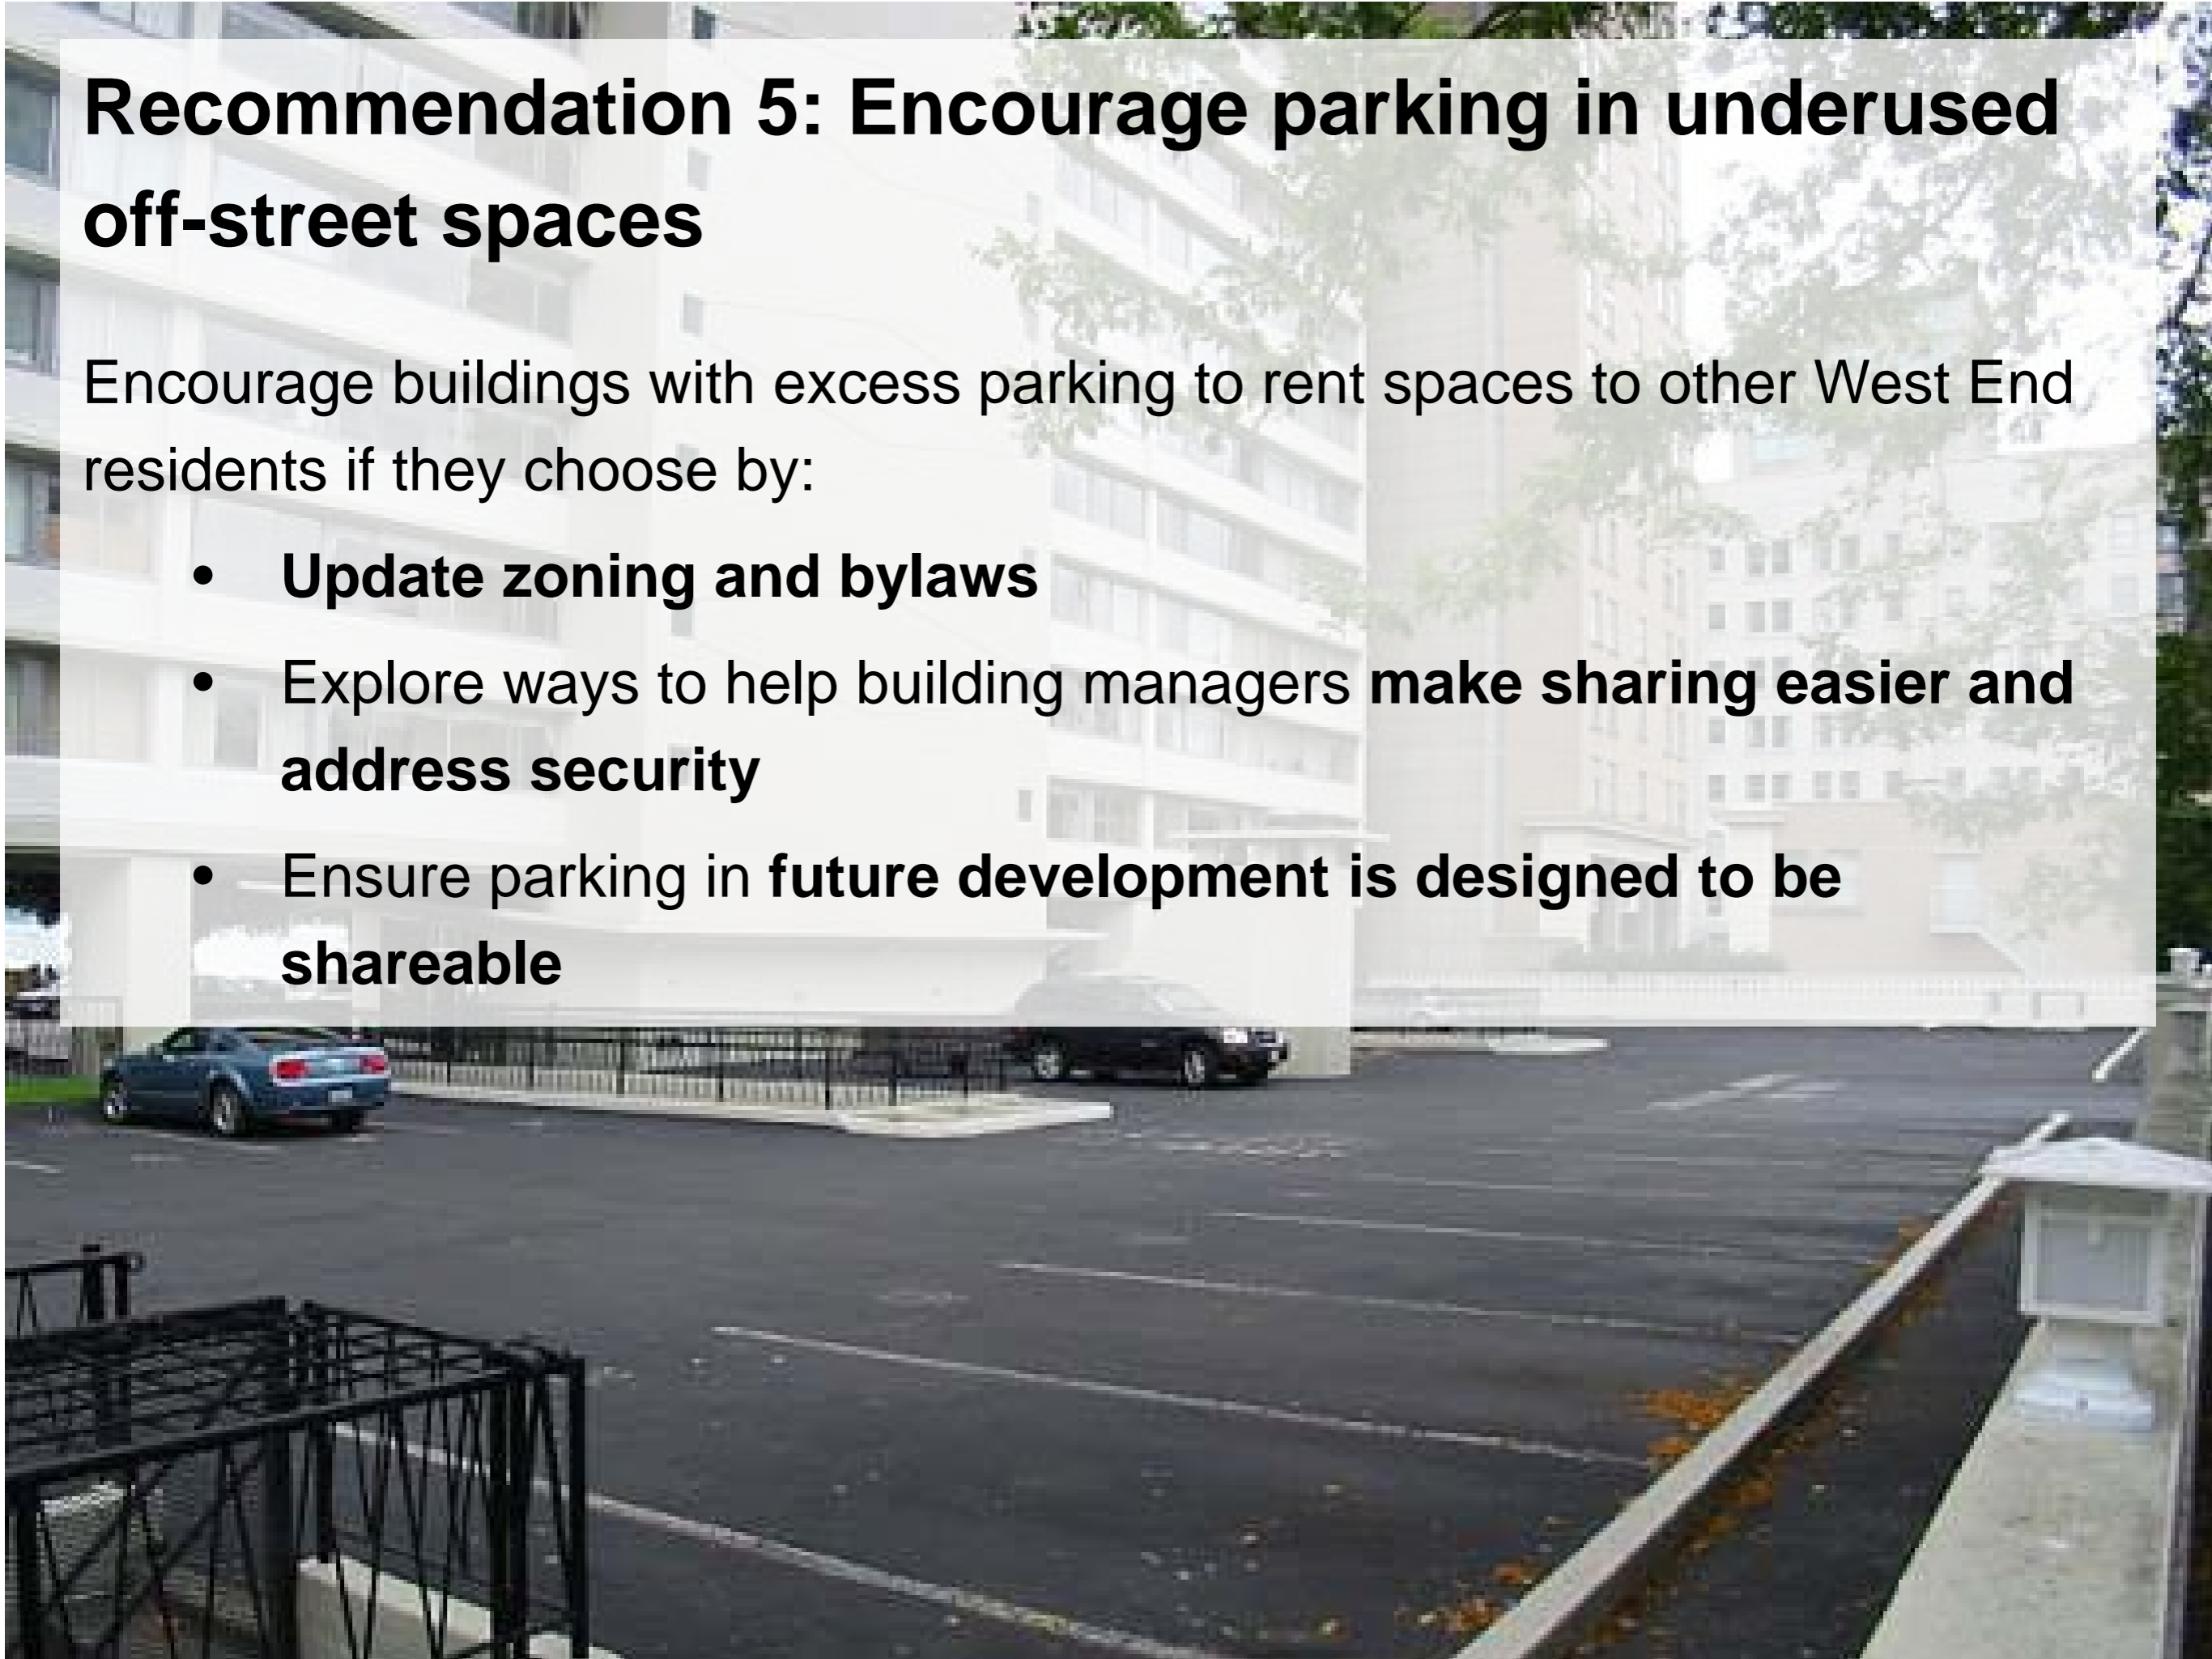 Recommendation 5: Encourage parking in underused
off-street spaces
Encourage buildings with excess parking to rent spaces to other West End
residents if they choose by:
• Update zoning and bylaws
• Explore ways to help building managers make sharing easier and
address security
• Ensure parking in future development is designed to be
shareable